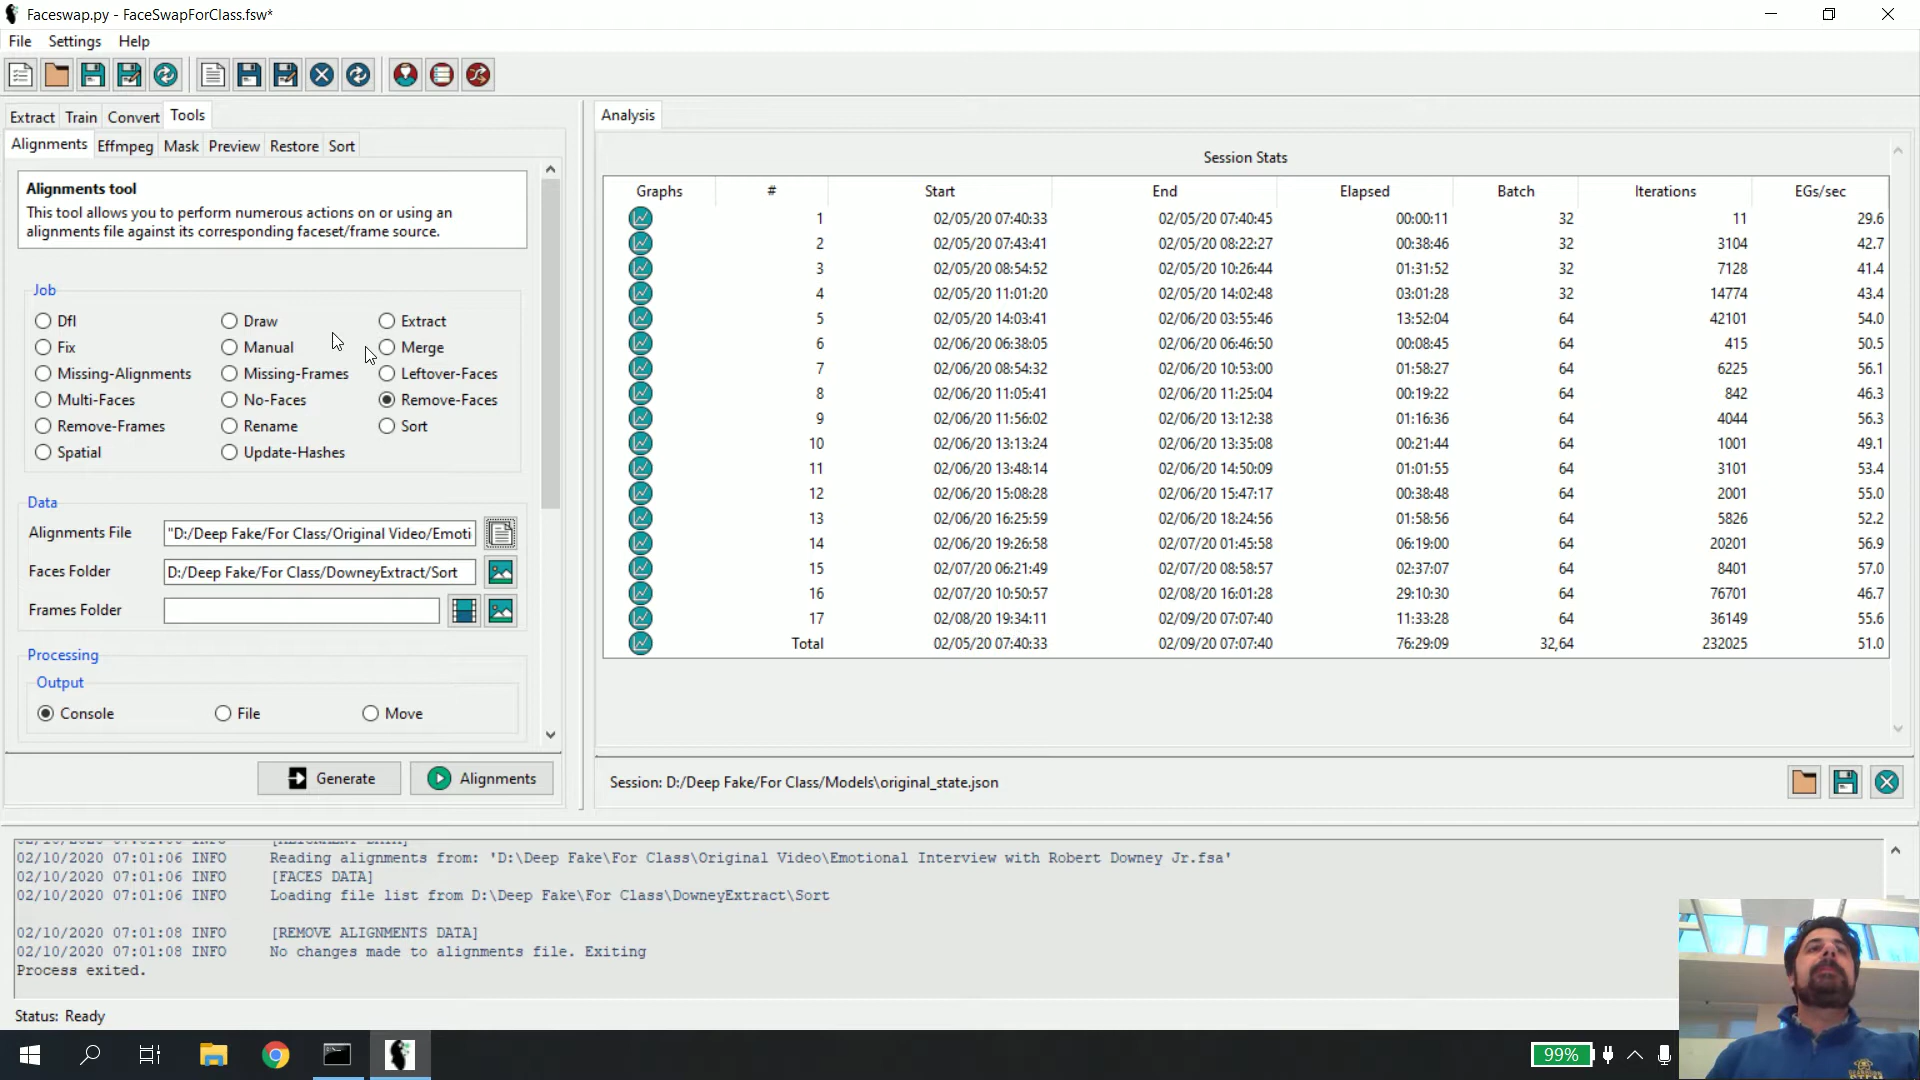 Faceswap.py - FaceSwapForClass.fsw*
File Settings Help
Extract Train Convert Tools
Alignments Effmpeg Mask Preview Restore Sort
Alignments tool
This tool allows you to perform numerous actions on or using an
alignments file against its corresponding faceset/frame source.
Job
Dfl Draw Extract
Fix Manual Merge
Missing-Alignments Missing-Frames Leftover-Faces
Multi-Faces No-Faces Remove-Faces
Remove-Frames Rename Sort
Spatial Update-Hashes
Data
Alignments File "D:/Deep Fake/For Class/Original Video/Emoti
Faces Folder D:/Deep Fake/For Class/DowneyExtract/Sort
Frames Folder
Processing
Output
Console File Move
Generate Alignments
Analysis
Session Stats
Graphs # Start End Elapsed Batch Iterations EGs/sec
1 02/05/20 07:40:33 02/05/20 07:40:45 00:00:11 32 11 29.6
2 02/05/20 07:43:41 02/05/20 08:22:27 00:38:46 32 3104 42.7
3 02/05/20 08:54:52 02/05/20 10:26:44 01:31:52 32 7128 41.4
4 02/05/20 11:01:20 02/05/20 14:02:48 03:01:28 32 14774 43.4
5 02/05/20 14:03:41 02/06/20 03:55:46 13:52:04 64 42101 54.0
6 02/06/20 06:38:05 02/06/20 06:46:50 00:08:45 64 415 50.5
7 02/06/20 08:54:32 02/06/20 10:53:00 01:58:27 64 6225 56.1
8 02/06/20 11:05:41 02/06/20 11:25:04 00:19:22 64 842 46.3
9 02/06/20 11:56:02 02/06/20 13:12:38 01:16:36 64 4044 56.3
10 02/06/20 13:13:24 02/06/20 13:35:08 00:21:44 64 1001 49.1
11 02/06/20 13:48:14 02/06/20 14:50:09 01:01:55 64 3101 53.4
12 02/06/20 15:08:28 02/06/20 15:47:17 00:38:48 64 2001 55.0
13 02/06/20 16:25:59 02/06/20 18:24:56 01:58:56 64 5826 52.2
14 02/06/20 19:26:58 02/07/20 01:45:58 06:19:00 64 20201 56.9
15 02/07/20 06:21:49 02/07/20 08:58:57 02:37:07 64 8401 57.0
16 02/07/20 10:50:57 02/08/20 16:01:28 29:10:30 64 76701 46.7
17 02/08/20 19:34:11 02/09/20 07:07:40 11:33:28 64 36149 55.6
Total 02/05/20 07:40:33 02/09/20 07:07:40 76:29:09 32,64 232025 51.0
Session: D:/Deep Fake/For Class/Models\original_state.json
02/10/2020 07:01:06 INFO [ALIGNMENT DATA]
02/10/2020 07:01:06 INFO Reading alignments from: 'D:\Deep Fake\For Class\Original Video\Emotional Interview with Robert Downey Jr.fsa'
02/10/2020 07:01:06 INFO [FACES DATA]
02/10/2020 07:01:06 INFO Loading file list from D:\Deep Fake\For Class\DowneyExtract\Sort
02/10/2020 07:01:08 INFO [REMOVE ALIGNMENTS DATA]
02/10/2020 07:01:08 INFO No changes made to alignments file. Exiting
Process exited.
Status: Ready
99%